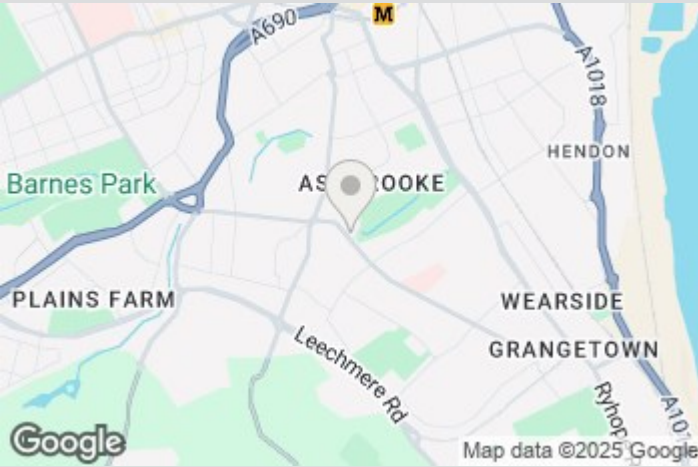 A690
M
A1018
HENDON
Barnes Park
PLAINS FARM
WEARSIDE
GRANGETOWN
Leechmere Rd
Google
Map data ©2025 Google